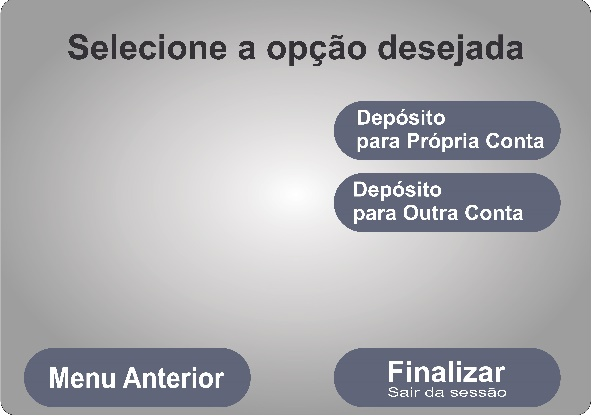 Selecione a opção desejada
Depósito
para Própria Conta
Depósito
para Outra Conta
Menu Anterior
Finalizar
Sair da sessão